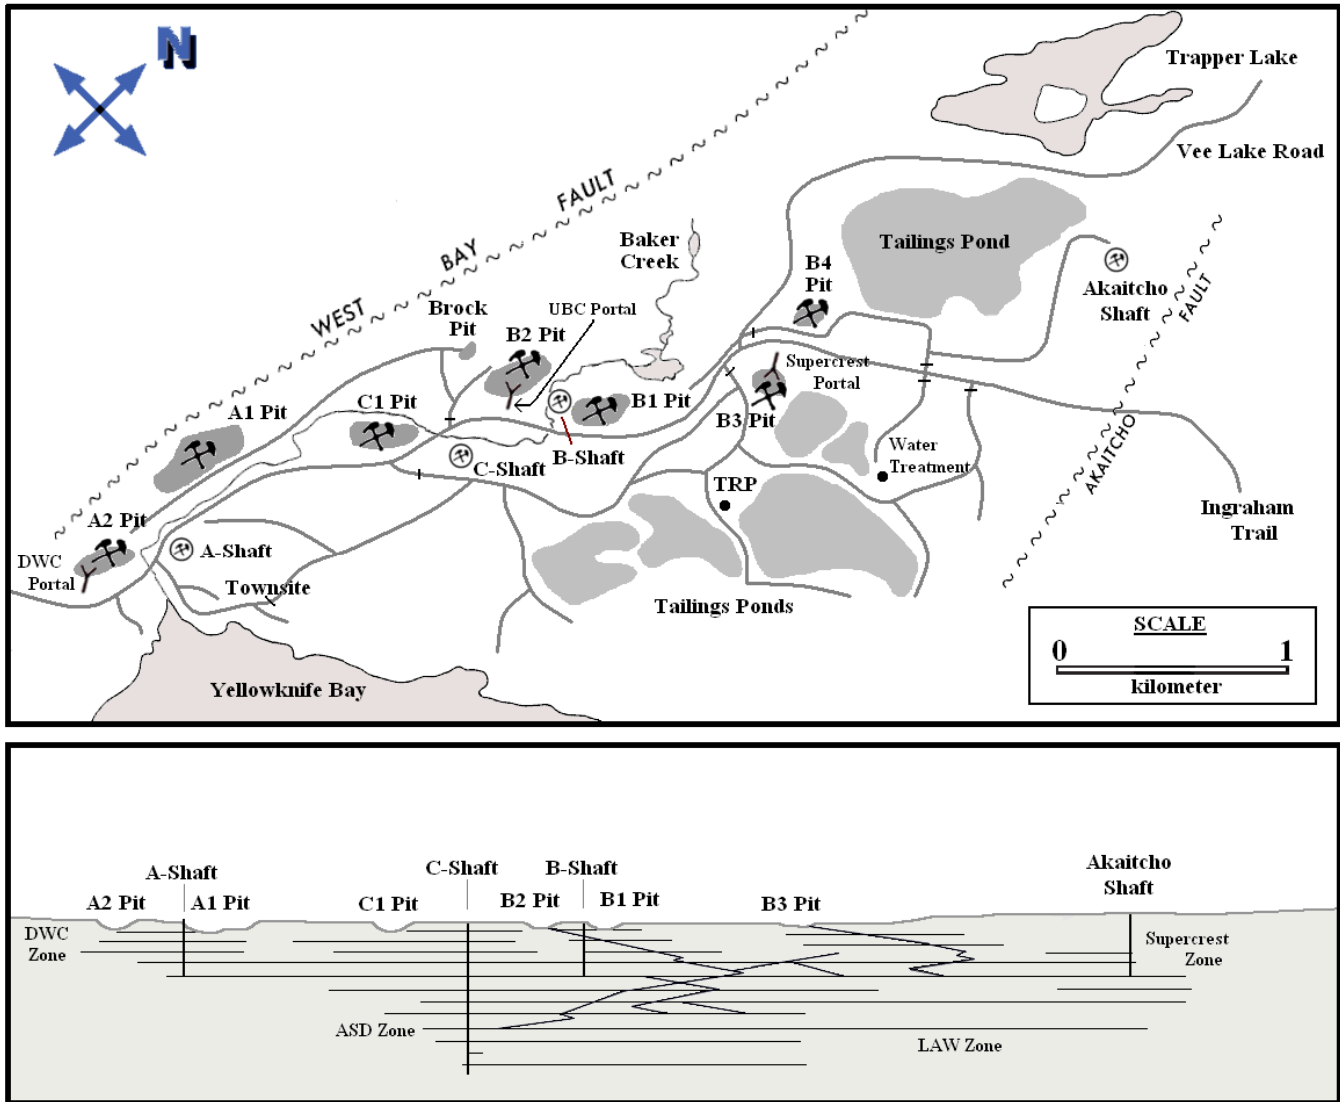 N
Trapper Lake
Vee Lake Road
WEST BAY FAULT
Baker
Creek
Tailings Pond
B4
Pit
Akaitcho
Shaft
AKAITCHO FAULT
Brock
Pit
UBC Portal
B2 Pit
Supercrest
Portal
A1 Pit
C1 Pit
B1 Pit
B3 Pit
B-Shaft
C-Shaft
Water
Treatment
TRP
Ingraham
Trail
A2 Pit
DWC
Portal
A-Shaft
Townsite
Tailings Ponds
Yellowknife Bay
SCALE
0 1
kilometer
A-Shaft
C-Shaft
B-Shaft
Akaitcho
Shaft
A2 Pit
A1 Pit
C1 Pit
B2 Pit
B1 Pit
B3 Pit
DWC
Zone
Supercrest
Zone
ASD Zone
LAW Zone